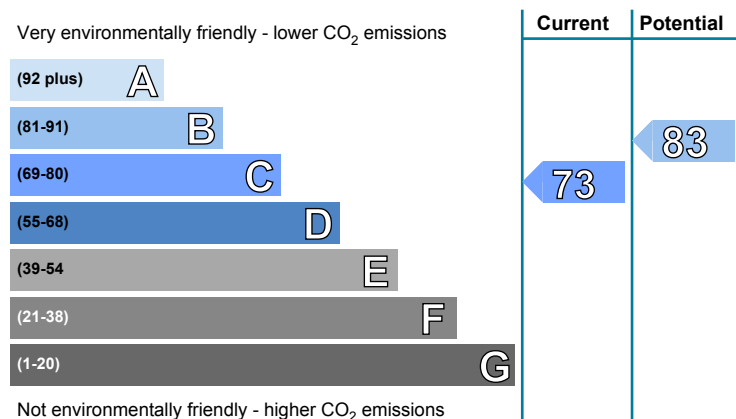 Very environmentally friendly - lower CO2 emissions
Current
Potential
(92 plus) A
(81-91) B
(69-80) C
(55-68) D
(39-54 E
(21-38) F
(1-20) G
83
73
Not environmentally friendly - higher CO2 emissions